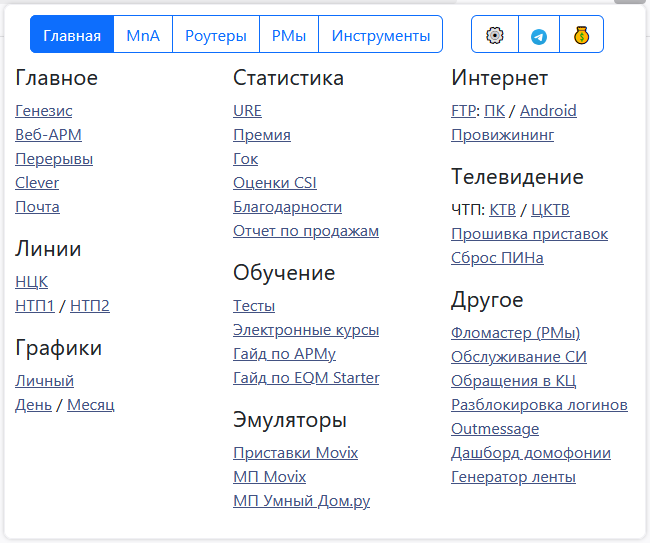 Главная MnA Роутеры РМы Инструменты
Главное
Генезис
Веб-АРМ
Перерывы
Clever
Почта
Линии
НЦК
НТП1 / НТП2
Графики
Личный
День / Месяц
Статистика
URE
Премия
Гок
Оценки CSI
Благодарности
Отчет по продажам
Обучение
Тесты
Электронные курсы
Гайд по АРМу
Гайд по EQM Starter
Эмуляторы
Приставки Movix
МП Movix
МП Умный Дом.ру
Интернет
FTP: ПК / Android
Провижининг
Телевидение
ЧТП: КТВ / ЦКТВ
Прошивка приставок
Сброс ПИНа
Другое
Фломастер (РМы)
Обслуживание СИ
Обращения в КЦ
Разблокировка логинов
Outmessage
Дашборд домофонии
Генератор ленты